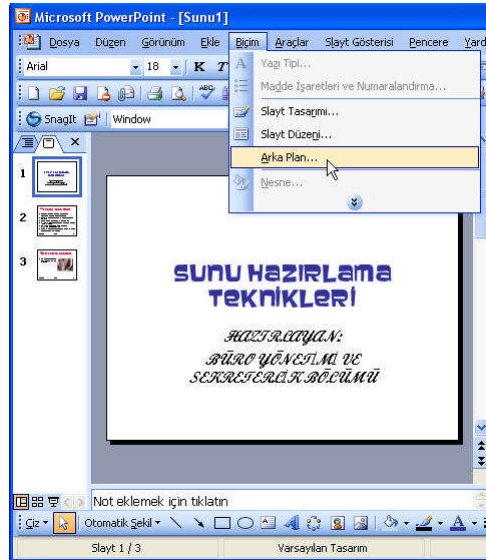 Microsoft PowerPoint - [Sunu1]
Dosya Düzen Görünüm Ekle Biçim Araçlar Slayt Gösterisi Pencere Yard
Arial 18 K T
Yazı Tipi...
Madde İşaretleri ve Numaralandırma...
Slayt Tasarımı...
Slayt Düzeni...
Arka Plan...
Nesne...
SnagIt Window
1
2
3
SUNU HAZIRLAMA
TEKNİKLERİ
HAZIRLAYAN:
BÜRO YÖNETİMİ VE
SEKRETERLİK BÖLÜMÜ
Not eklemek için tıklatın
Çiz Otomatik Şekil
Slayt 1 / 3 Varsayılan Tasarım